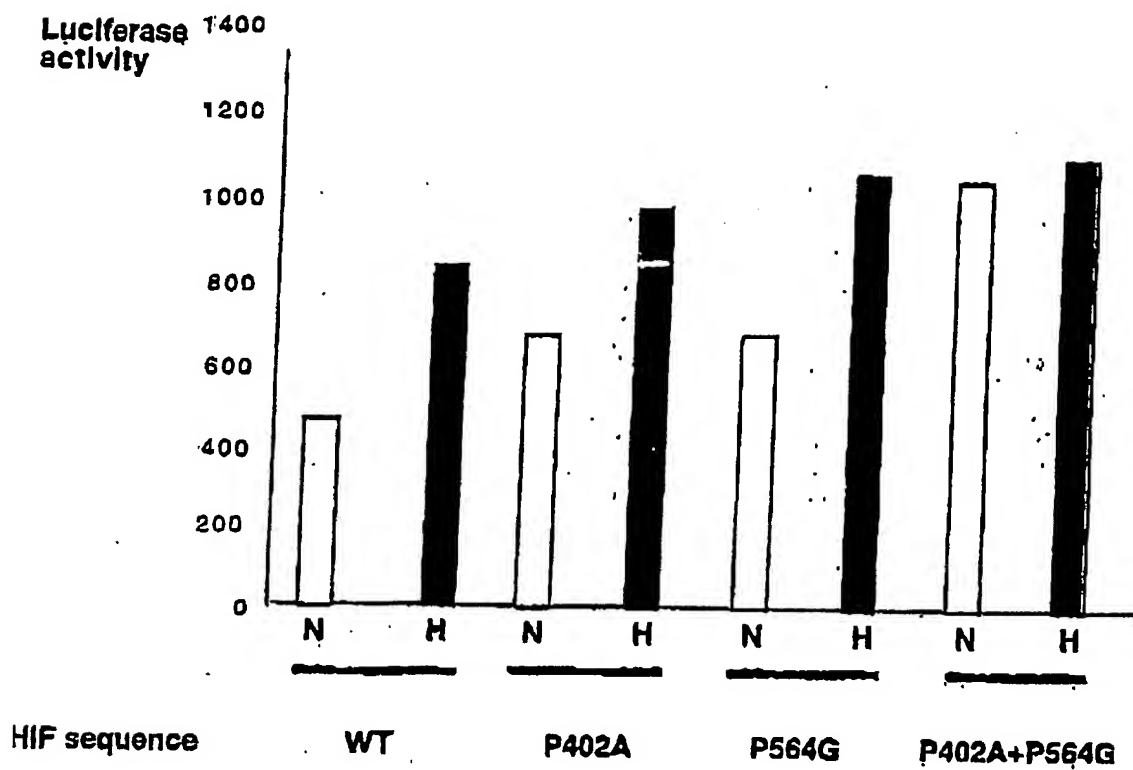 Luciferase
activity
1400
1200
1000
800
600
400
200
0
N H N H N H N H
HIF sequence WT P402A P564G P402A+P564G